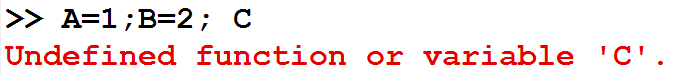 >> A=1;B=2; C
Undefined function or variable 'C'.